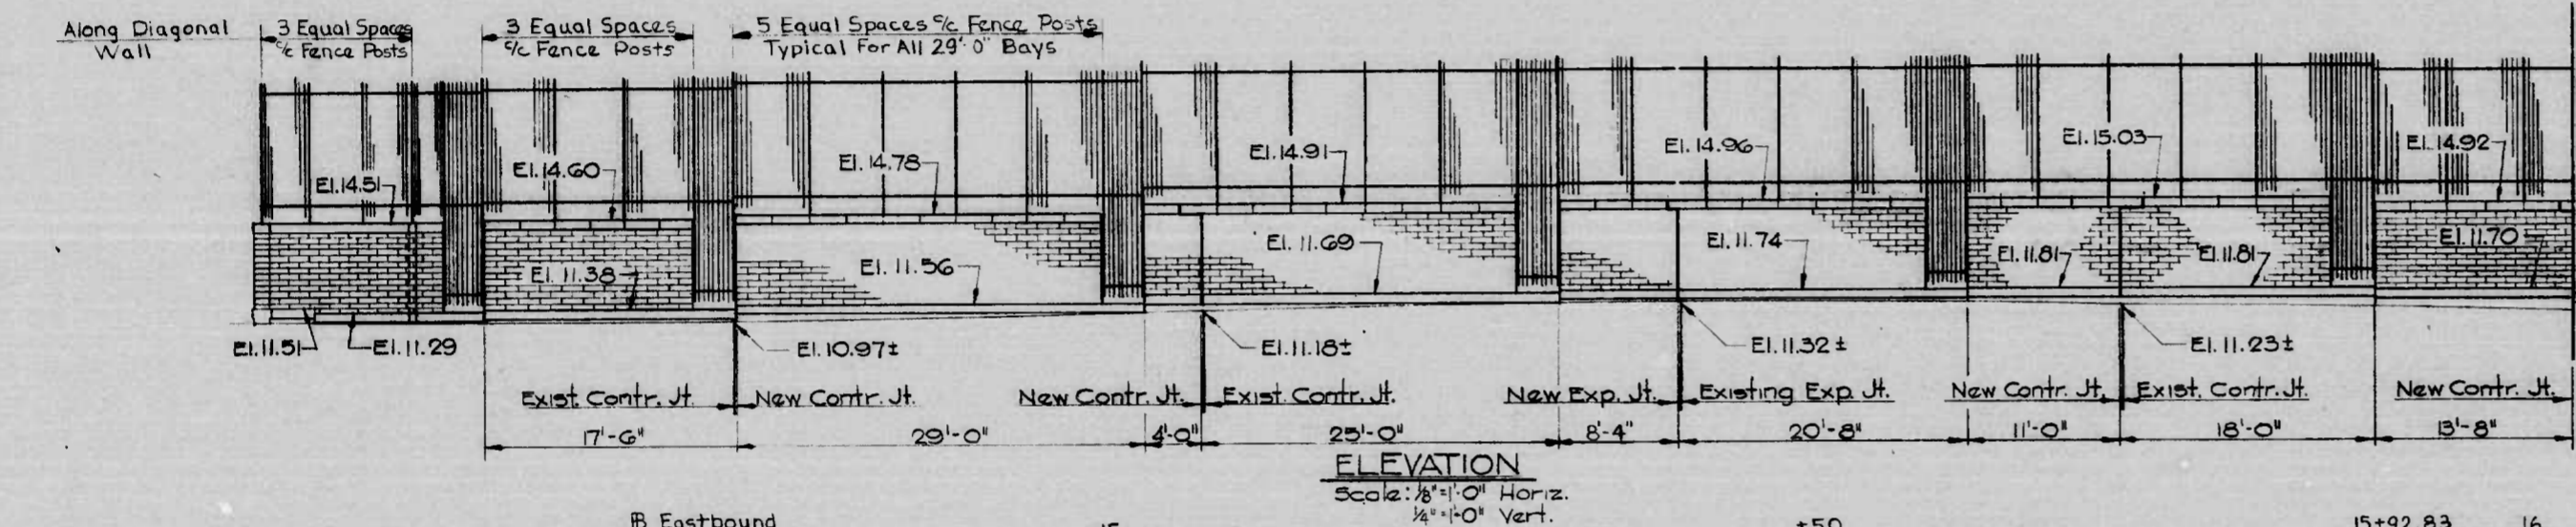 Along Diagonal
Wall
3 Equal Spaces
c/c Fence Posts
3 Equal Spaces
c/c Fence Posts
5 Equal Spaces c/c Fence Posts
Typical For All 29'-0" Bays
El. 14.51
El. 14.60
El. 14.78
El. 14.91
El. 14.96
El. 15.03
El. 14.92
El. 11.38
El. 11.56
El. 11.69
El. 11.74
El. 11.81
El. 11.81
El. 11.70
El. 11.51
El. 11.29
El. 10.97±
El. 11.18±
El. 11.32±
El. 11.23±
Exist. Contr. Jt.
New Contr. Jt.
New Contr. Jt.
Exist. Contr. Jt.
New Exp. Jt.
Existing Exp. Jt.
New Contr. Jt.
Exist. Contr. Jt.
New Contr. Jt.
17'-6"
29'-0"
4'-0"
25'-0"
8'-4"
20'-8"
11'-0"
18'-0"
13'-8"
ELEVATION
Scale: 1/8"=1'-0" Horiz.
1/4"=1'-0" Vert.
Eastbound
15
+50
15+92.83
16